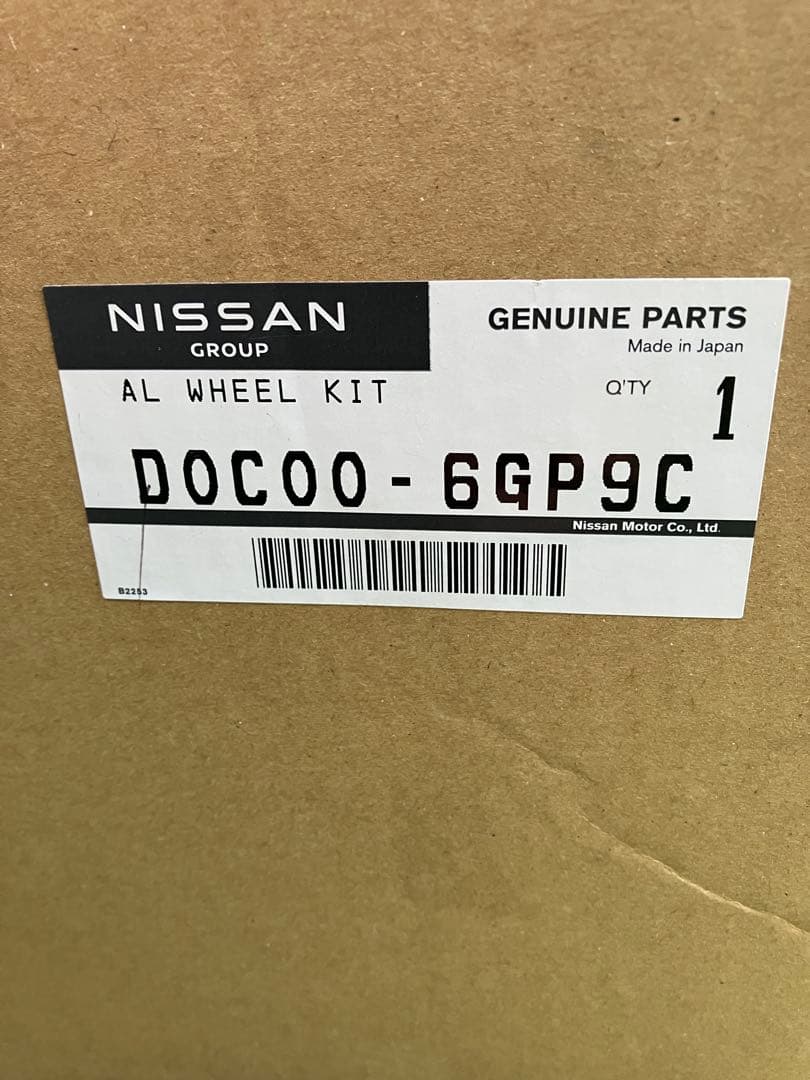 NISSAN
GROUP
GENUINE PARTS
Made in Japan
AL WHEEL KIT
Q'TY 1
D0C00-6GP9C
Nissan Motor Co., Ltd.
B2253